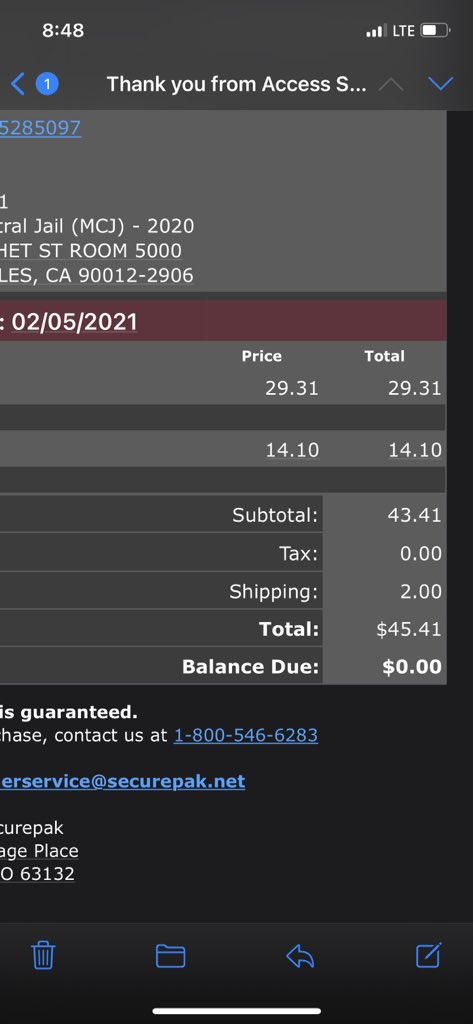 8:48 LTE
1 Thank you from Access S...
5285097
1
tral Jail (MCJ) - 2020
HET ST ROOM 5000
LES, CA 90012-2906
: 02/05/2021
Price Total
29.31 29.31
14.10 14.10
Subtotal: 43.41
Tax: 0.00
Shipping: 2.00
Total: $45.41
Balance Due: $0.00
is guaranteed.
chase, contact us at 1-800-546-6283
erservice@securepak.net
curepak
age Place
O 63132